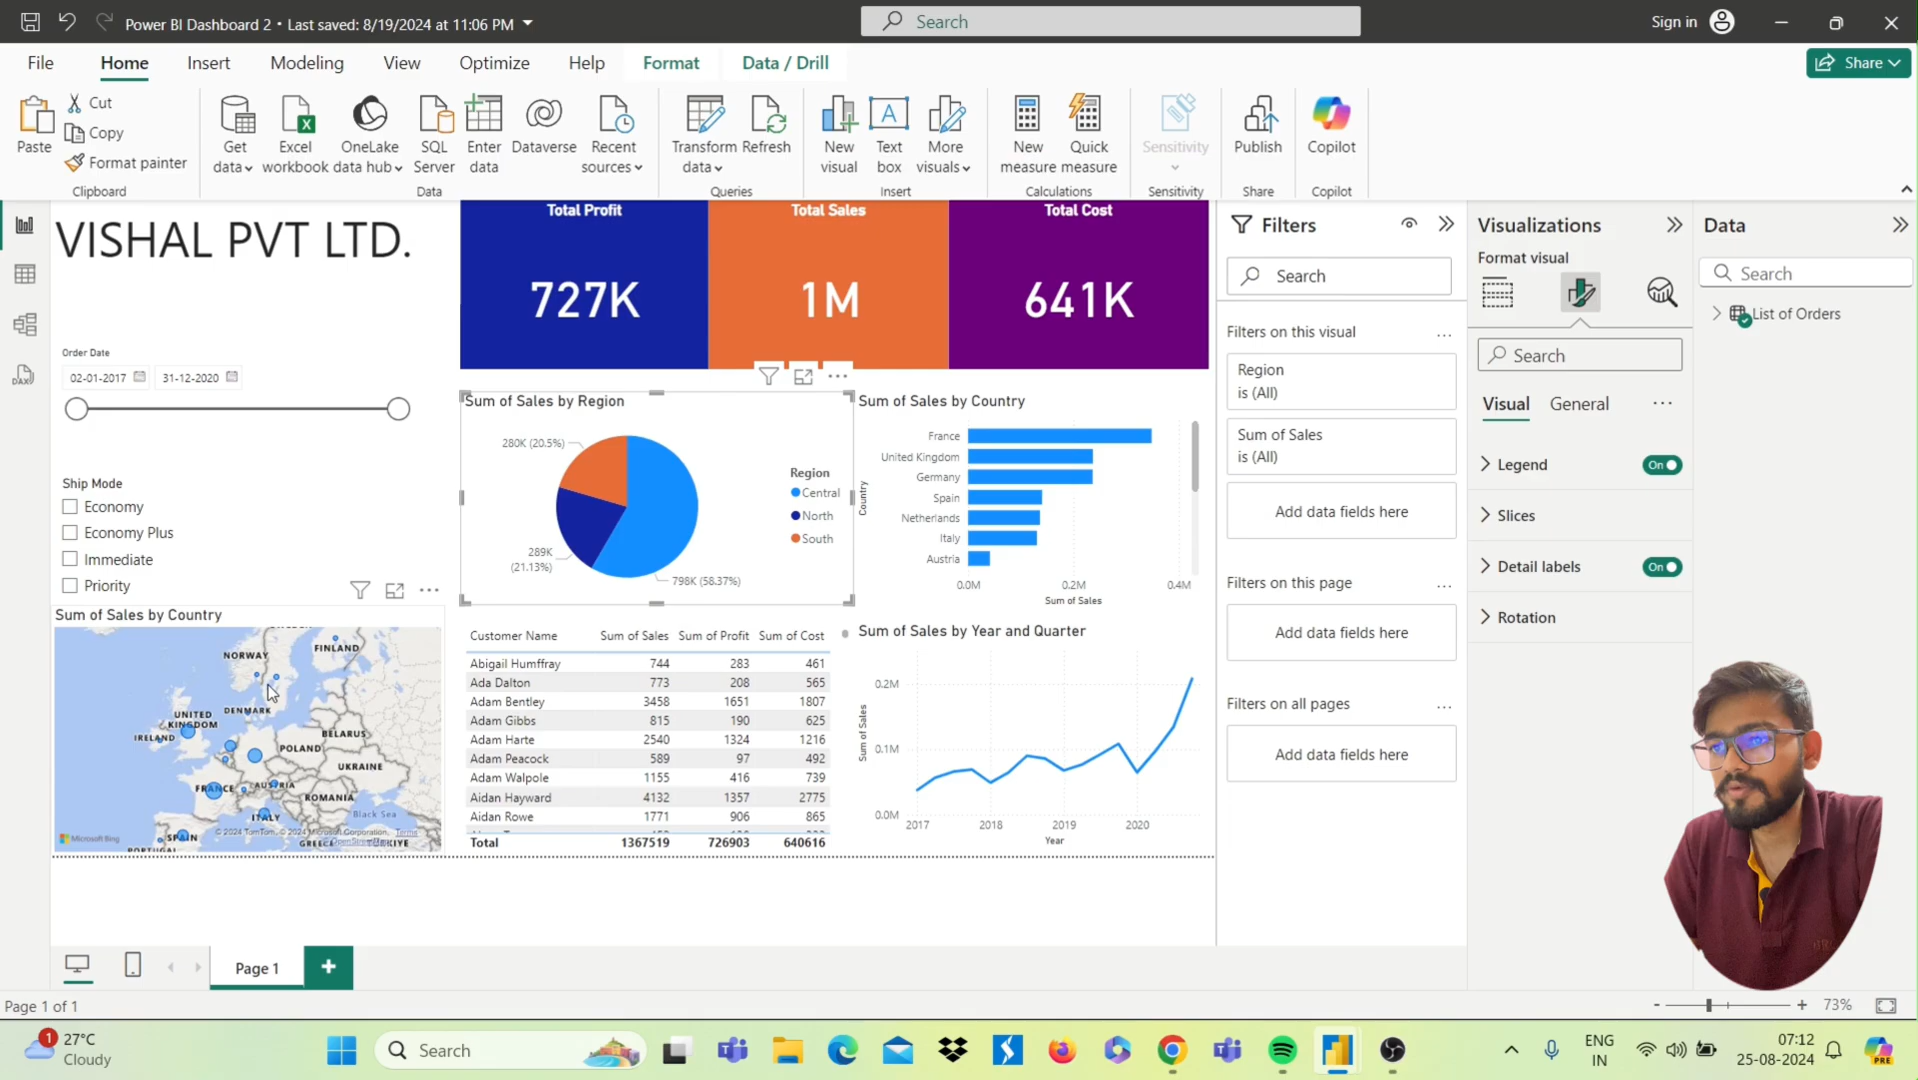 Power BI Dashboard 2 • Last saved: 8/19/2024 at 11:06 PM
Search
Sign in
File Home Insert Modeling View Optimize Help Format Data / Drill
Share
Paste
Cut
Copy
Format painter
Clipboard
Get data
Excel workbook
OneLake data hub
SQL Server
Enter data
Dataverse
Recent sources
Data
Transform data
Refresh
Queries
New visual
Text box
More visuals
Insert
New measure
Quick measure
Calculations
Sensitivity
Sensitivity
Publish
Share
Copilot
Copilot
VISHAL PVT LTD.
Total Profit
727K
Total Sales
1M
Total Cost
641K
Order Date
02-01-2017
31-12-2020
Ship Mode
Economy
Economy Plus
Immediate
Priority
Sum of Sales by Region
280K (20.5%)
289K
(21.13%)
798K (58.37%)
Region
Central
North
South
Sum of Sales by Country
Country
France
United Kingdom
Germany
Spain
Netherlands
Italy
Austria
0.0M 0.2M 0.4M
Sum of Sales
Sum of Sales by Country
NORWAY
FINLAND
UNITED
KINGDOM
DENMARK
IRELAND
BELARUS
POLAND
UKRAINE
FRANCE
AUSTRIA
ROMANIA
ITALY
Black Sea
SPAIN
Microsoft Bing
© 2024 TomTom, © 2024 Microsoft Corporation, Terms
OpenStreetMap
Customer Name Sum of Sales Sum of Profit Sum of Cost
Abigail Humffray 744 283 461
Ada Dalton 773 208 565
Adam Bentley 3458 1651 1807
Adam Gibbs 815 190 625
Adam Harte 2540 1324 1216
Adam Peacock 589 97 492
Adam Walpole 1155 416 739
Aidan Hayward 4132 1357 2775
Aidan Rowe 1771 906 865
Total 1367519 726903 640616
Sum of Sales by Year and Quarter
Sum of Sales
0.2M
0.1M
0.0M
2017 2018 2019 2020
Year
Filters
Search
Filters on this visual
Region
is (All)
Sum of Sales
is (All)
Add data fields here
Filters on this page
Add data fields here
Filters on all pages
Add data fields here
Visualizations
Format visual
Search
Visual General
Legend On
Slices
Detail labels On
Rotation
Data
Search
List of Orders
Page 1
Page 1 of 1
73%
1
27°C
Cloudy
Search
ENG
IN
07:12
25-08-2024
PRE